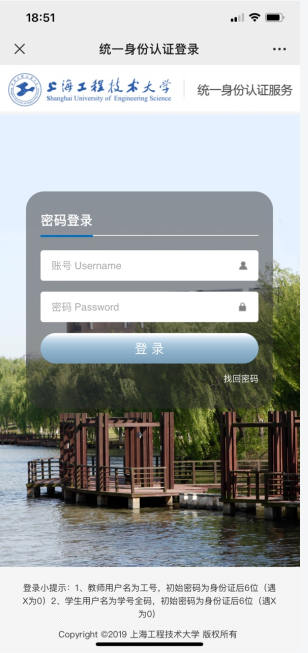 18:51
统一身份认证登录
上海工程技术大学
Shanghai University of Engineering Science
统一身份认证服务
密码登录
账号 Username
密码 Password
登 录
找回密码
登录小提示：1、教师用户名为工号，初始密码为身份证后6位（遇
X为0）2、学生用户名为学号全码，初始密码为身份证后6位（遇X
为0）
Copyright ©2019 上海工程技术大学 版权所有